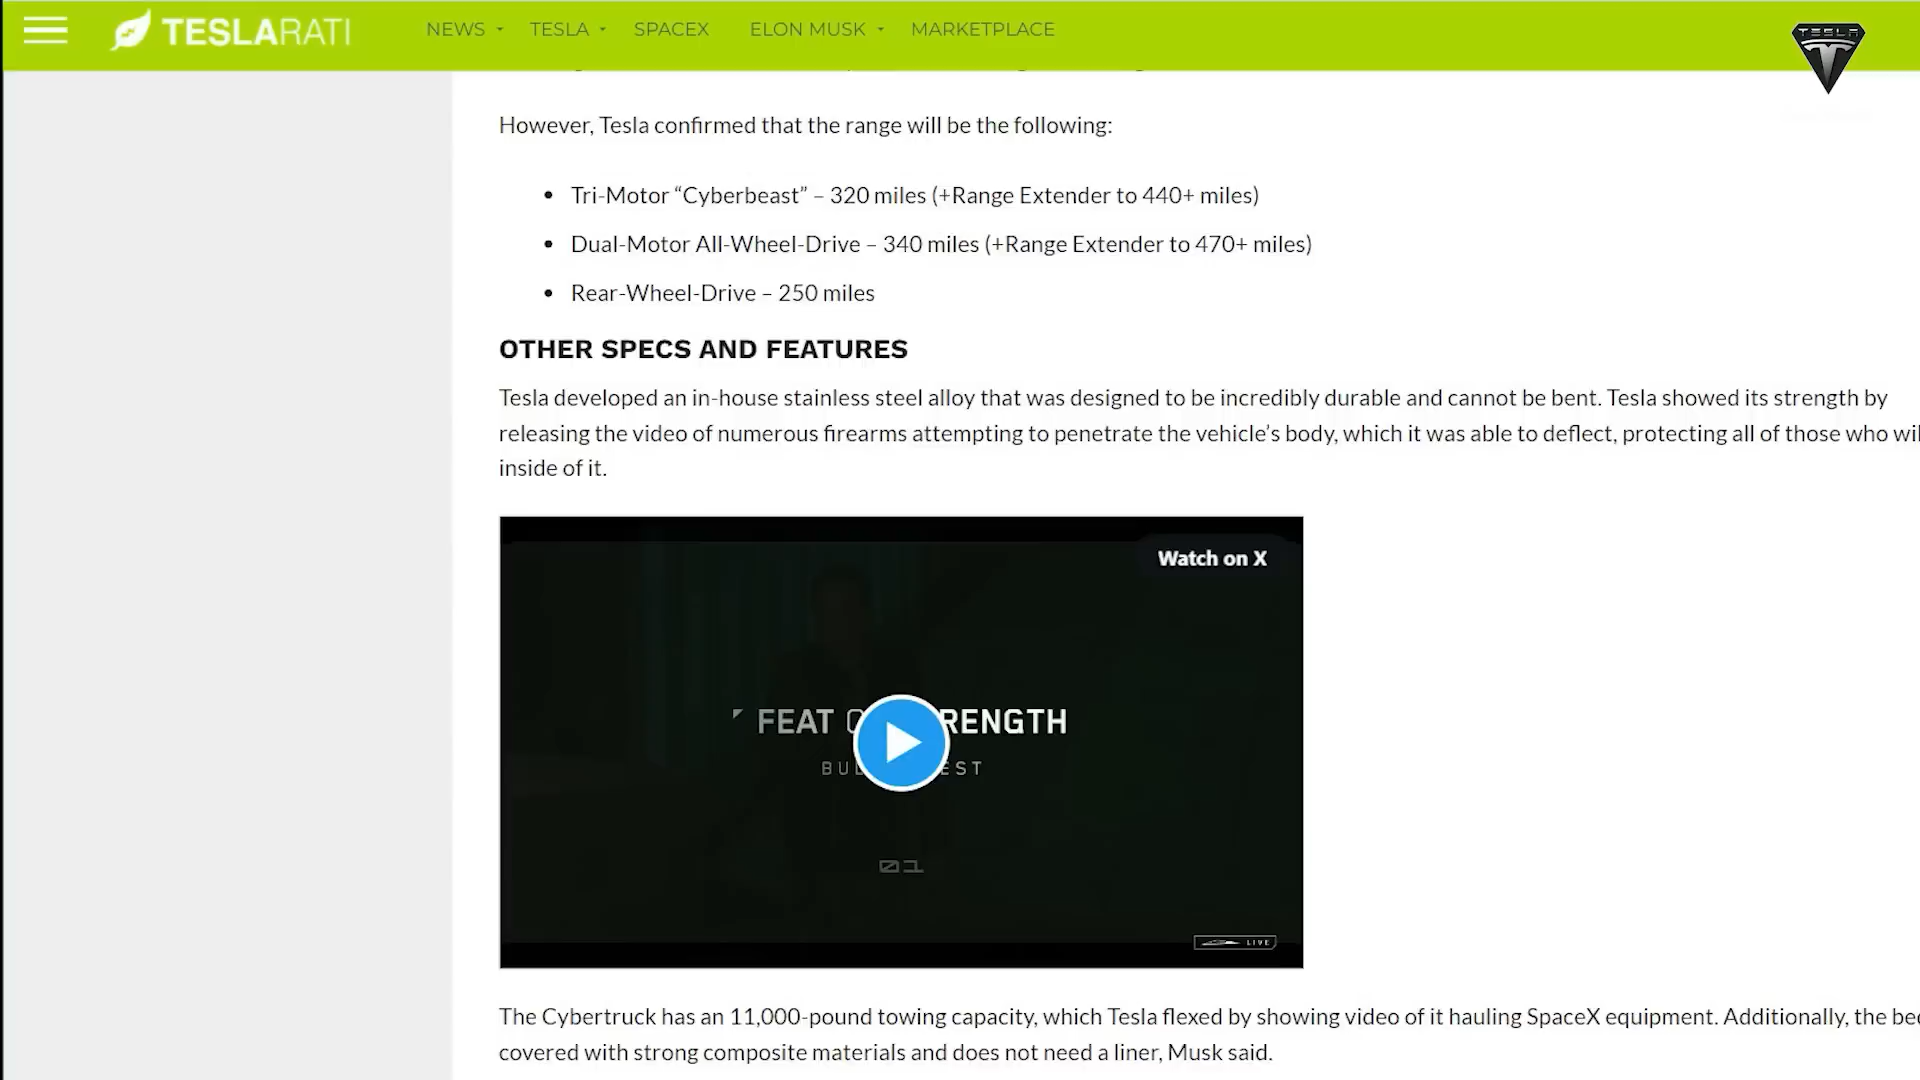 TESLARATI
NEWS
TESLA
SPACEX
ELON MUSK
MARKETPLACE
TESLA
However, Tesla confirmed that the range will be the following:
• Tri-Motor “Cyberbeast” – 320 miles (+Range Extender to 440+ miles)
• Dual-Motor All-Wheel-Drive – 340 miles (+Range Extender to 470+ miles)
• Rear-Wheel-Drive – 250 miles
OTHER SPECS AND FEATURES
Tesla developed an in-house stainless steel alloy that was designed to be incredibly durable and cannot be bent. Tesla showed its strength by
releasing the video of numerous firearms attempting to penetrate the vehicle’s body, which it was able to deflect, protecting all of those who
inside of it.
Watch on X
FEAT
01
LIVE
The Cybertruck has an 11,000-pound towing capacity, which Tesla flexed by showing video of it hauling SpaceX equipment. Additionally, the
covered with strong composite materials and does not need a liner, Musk said.